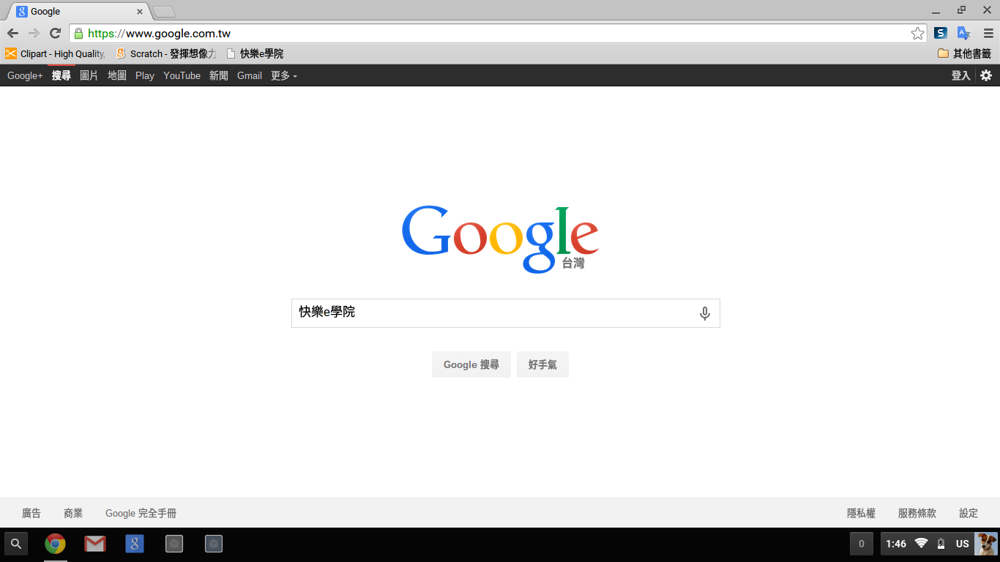 Google
https://www.google.com.tw
Clipart - High Quality, Scratch - 發揮想像力 快樂e學院 其他書籤
Google+ 搜尋 圖片 地圖 Play YouTube 新聞 Gmail 更多 登入
Google
台灣
快樂e學院
Google 搜尋 好手氣
廣告 商業 Google 完全手冊 隱私權 服務條款 設定
0 1:46 US